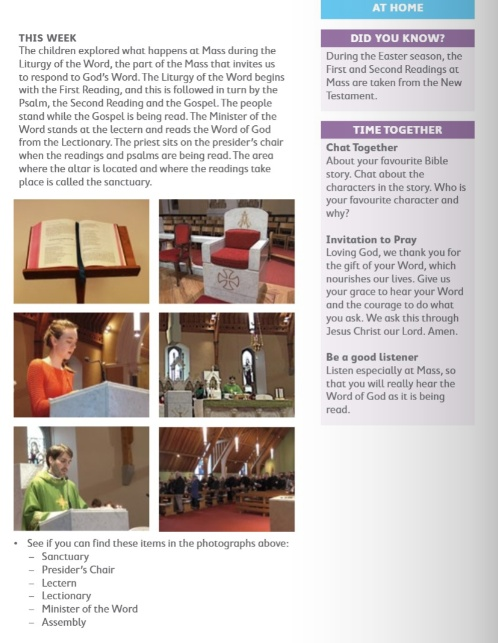 THIS WEEK
The children explored what happens at Mass during the
Liturgy of the Word, the part of the Mass that invites us
to respond to God's Word. The Liturgy of the Word begins
with the First Reading, and this is followed in turn by the
Psalm, the Second Reading and the Gospel. The people
stand while the Gospel is being read. The Minister of the
Word stands at the lectern and reads the Word of God
from the Lectionary. The priest sits on the presider's chair
when the readings and psalms are being read. The area
where the altar is located and where the readings take
place is called the sanctuary.
• See if you can find these items in the photographs above:
– Sanctuary
– Presider's Chair
– Lectern
– Lectionary
– Minister of the Word
– Assembly
AT HOME
DID YOU KNOW?
During the Easter season, the
First and Second Readings at
Mass are taken from the New
Testament.
TIME TOGETHER
Chat Together
About your favourite Bible
story. Chat about the
characters in the story. Who is
your favourite character and
why?
Invitation to Pray
Loving God, we thank you for
the gift of your Word, which
nourishes our lives. Give us
your grace to hear your Word
and the courage to do what
you ask. We ask this through
Jesus Christ our Lord. Amen.
Be a good listener
Listen especially at Mass, so
that you will really hear the
Word of God as it is being
read.